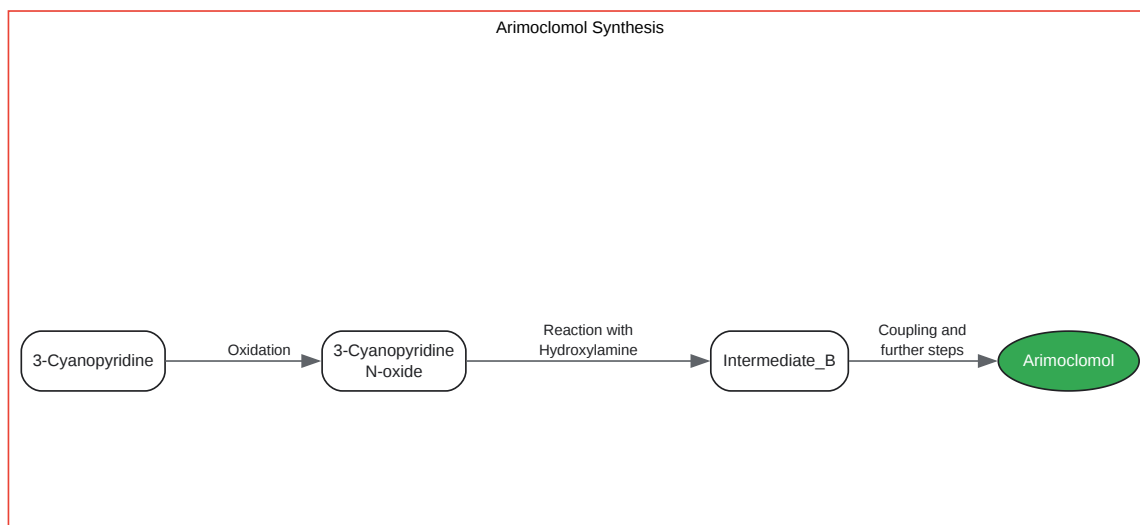 Arimoclomol Synthesis
3-Cyanopyridine
Oxidation
3-Cyanopyridine
N-oxide
Reaction with
Hydroxylamine
Intermediate_B
Coupling and
further steps
Arimoclomol